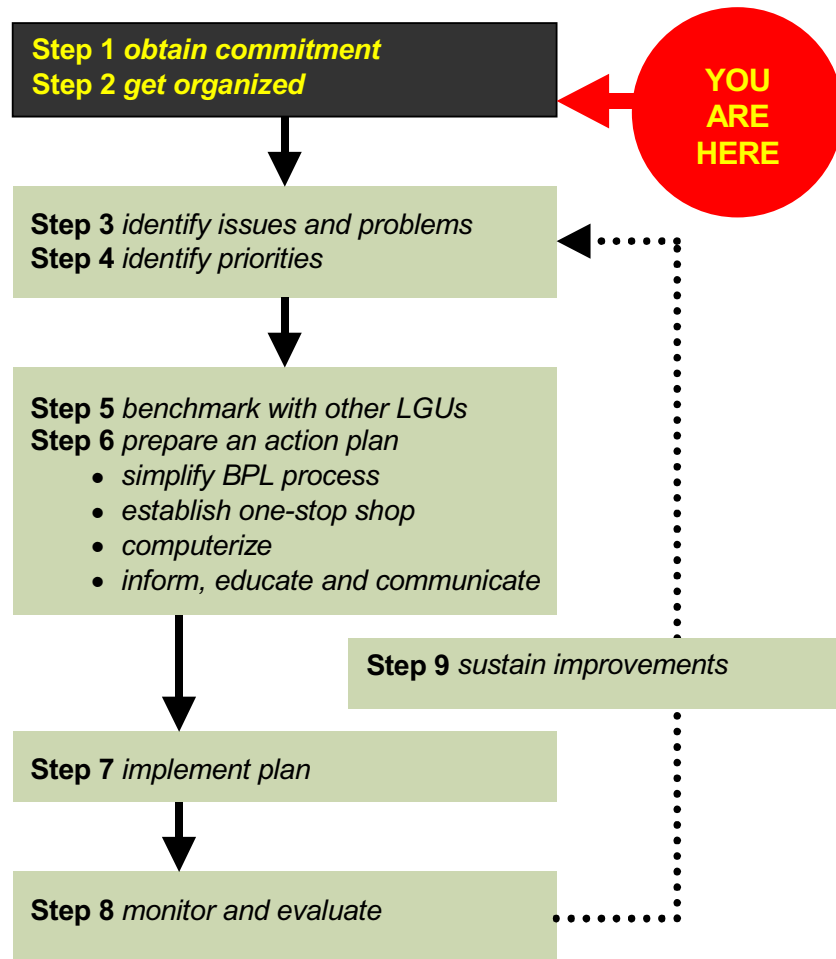 Step 1 obtain commitment
Step 2 get organized
YOU
ARE
HERE
Step 3 identify issues and problems
Step 4 identify priorities
Step 5 benchmark with other LGUs
Step 6 prepare an action plan
• simplify BPL process
• establish one-stop shop
• computerize
• inform, educate and communicate
Step 9 sustain improvements
Step 7 implement plan
Step 8 monitor and evaluate